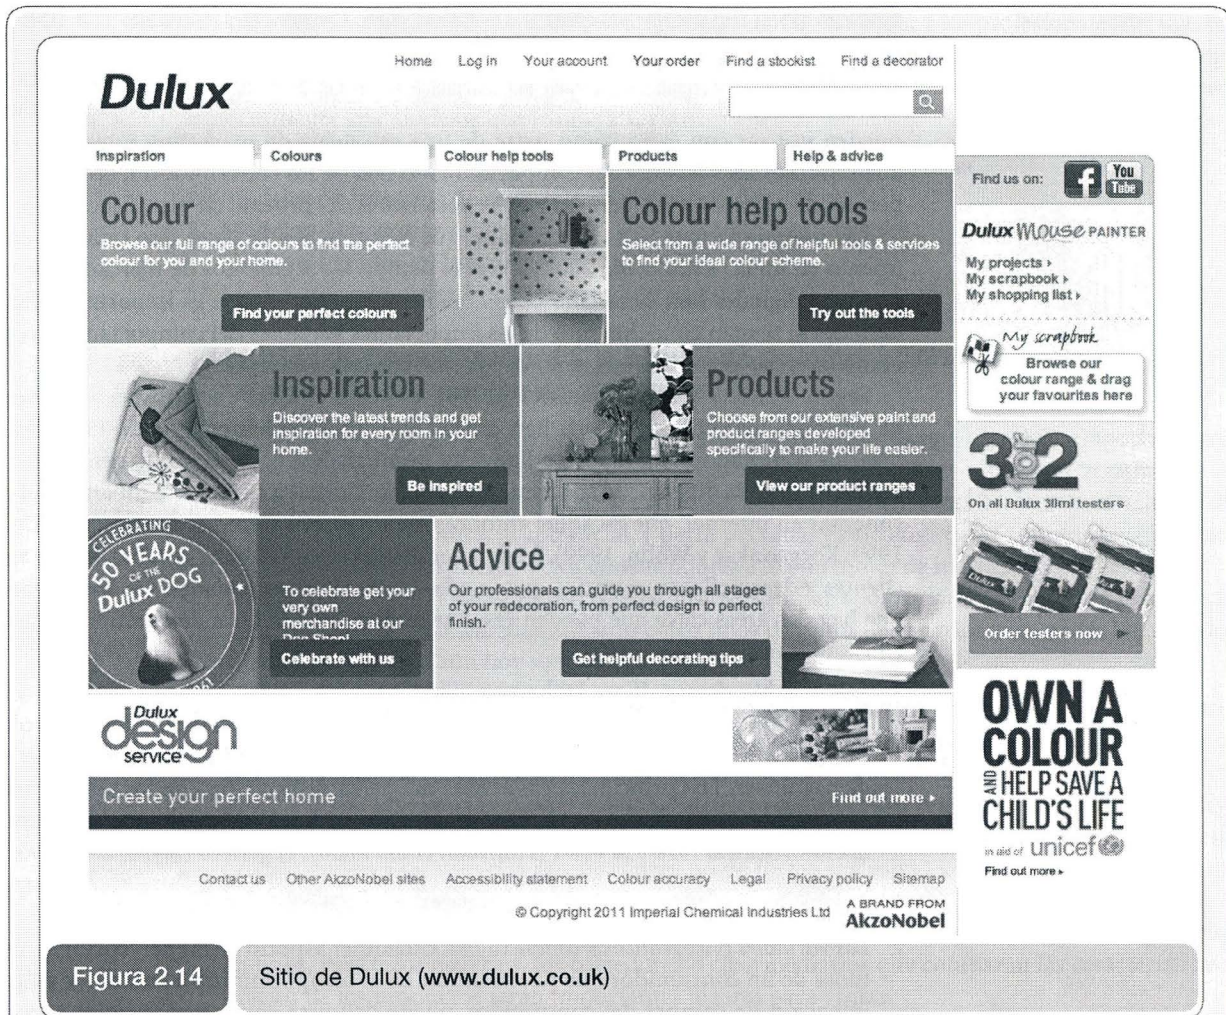 Home Log in Your account Your order Find a stockist Find a decorator
Dulux
Inspiration Colours Colour help tools Products Help & advice
Colour
Browse our full range of colours to find the perfect
colour for you and your home.
Find your perfect colours
Colour help tools
Select from a wide range of helpful tools & services
to find your ideal colour scheme.
Try out the tools
Inspiration
Discover the latest trends and get
inspiration for every room in your
home.
Be inspired
Products
Choose from our extensive paint and
product ranges developed
specifically to make your life easier.
View our product ranges
CELEBRATING
50 YEARS
OF THE
Dulux DOG
To celebrate get your
very own
merchandise at our
Dog Shop!
Celebrate with us
Advice
Our professionals can guide you through all stages
of your redecoration, from perfect design to perfect
finish.
Get helpful decorating tips
Dulux
design
service
Create your perfect home
Find out more
Find us on: f You Tube
Dulux MOUSE PAINTER
My projects
My scrapbook
My shopping list
My scrapbook
Browse our
colour range & drag
your favourites here
3 2
On all Dulux 30ml testers
Dulux
Order testers now
OWN A
COLOUR
AND HELP SAVE A
CHILD'S LIFE
in aid of unicef
Find out more
Contact us Other AkzoNobel sites Accessibility statement Colour accuracy Legal Privacy policy Sitemap
© Copyright 2011 Imperial Chemical Industries Ltd
A BRAND FROM
AkzoNobel
Figura 2.14 Sitio de Dulux (www.dulux.co.uk)